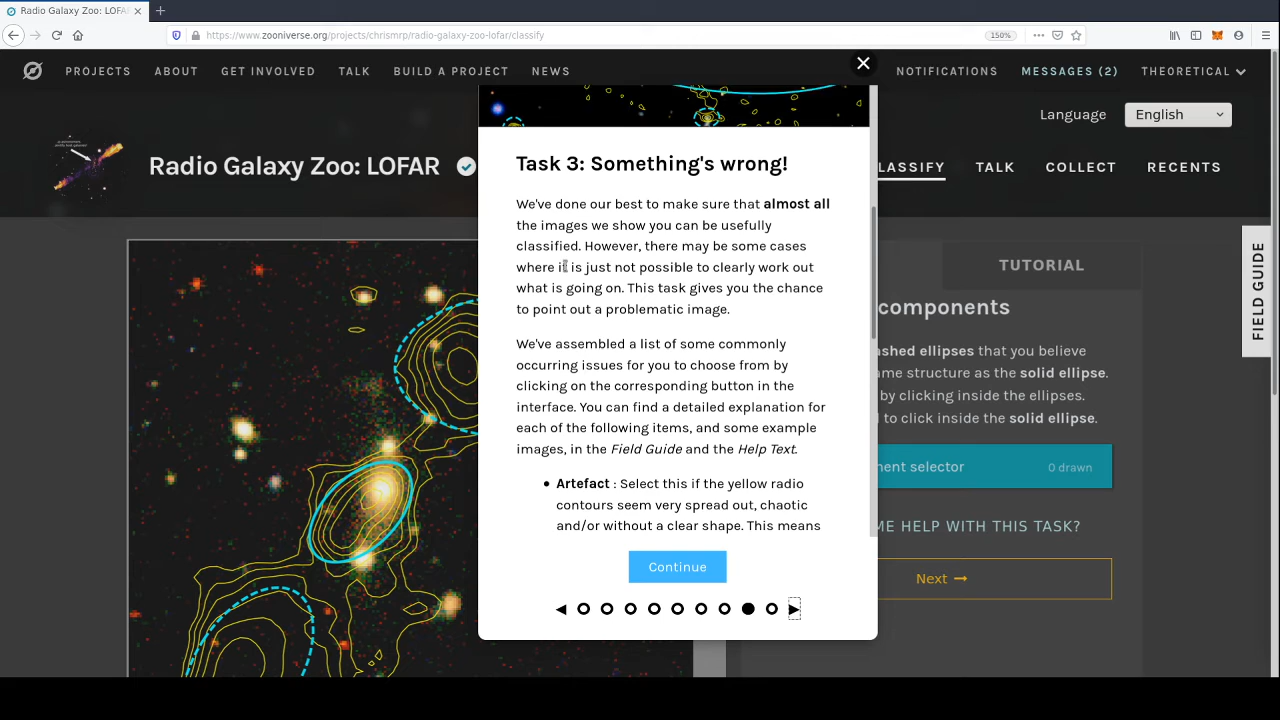 Radio Galaxy Zoo: LOFAR
https://www.zooniverse.org/projects/chrismrp/radio-galaxy-zoo-lofar/classify
150%
PROJECTS ABOUT GET INVOLVED TALK BUILD A PROJECT NEWS
NOTIFICATIONS MESSAGES (2) THEORETICAL
Language English
Radio Galaxy Zoo: LOFAR
LASSIFY TALK COLLECT RECENTS
Task 3: Something's wrong!
We've done our best to make sure that almost all
the images we show you can be usefully
classified. However, there may be some cases
where it is just not possible to clearly work out
what is going on. This task gives you the chance
to point out a problematic image.
We've assembled a list of some commonly
occurring issues for you to choose from by
clicking on the corresponding button in the
interface. You can find a detailed explanation for
each of the following items, and some example
images, in the Field Guide and the Help Text.
• Artefact : Select this if the yellow radio
contours seem very spread out, chaotic
and/or without a clear shape. This means
Continue
TUTORIAL
components
shed ellipses that you believe
ame structure as the solid ellipse.
by clicking inside the ellipses.
to click inside the solid ellipse.
nent selector 0 drawn
ME HELP WITH THIS TASK?
Next
FIELD GUIDE